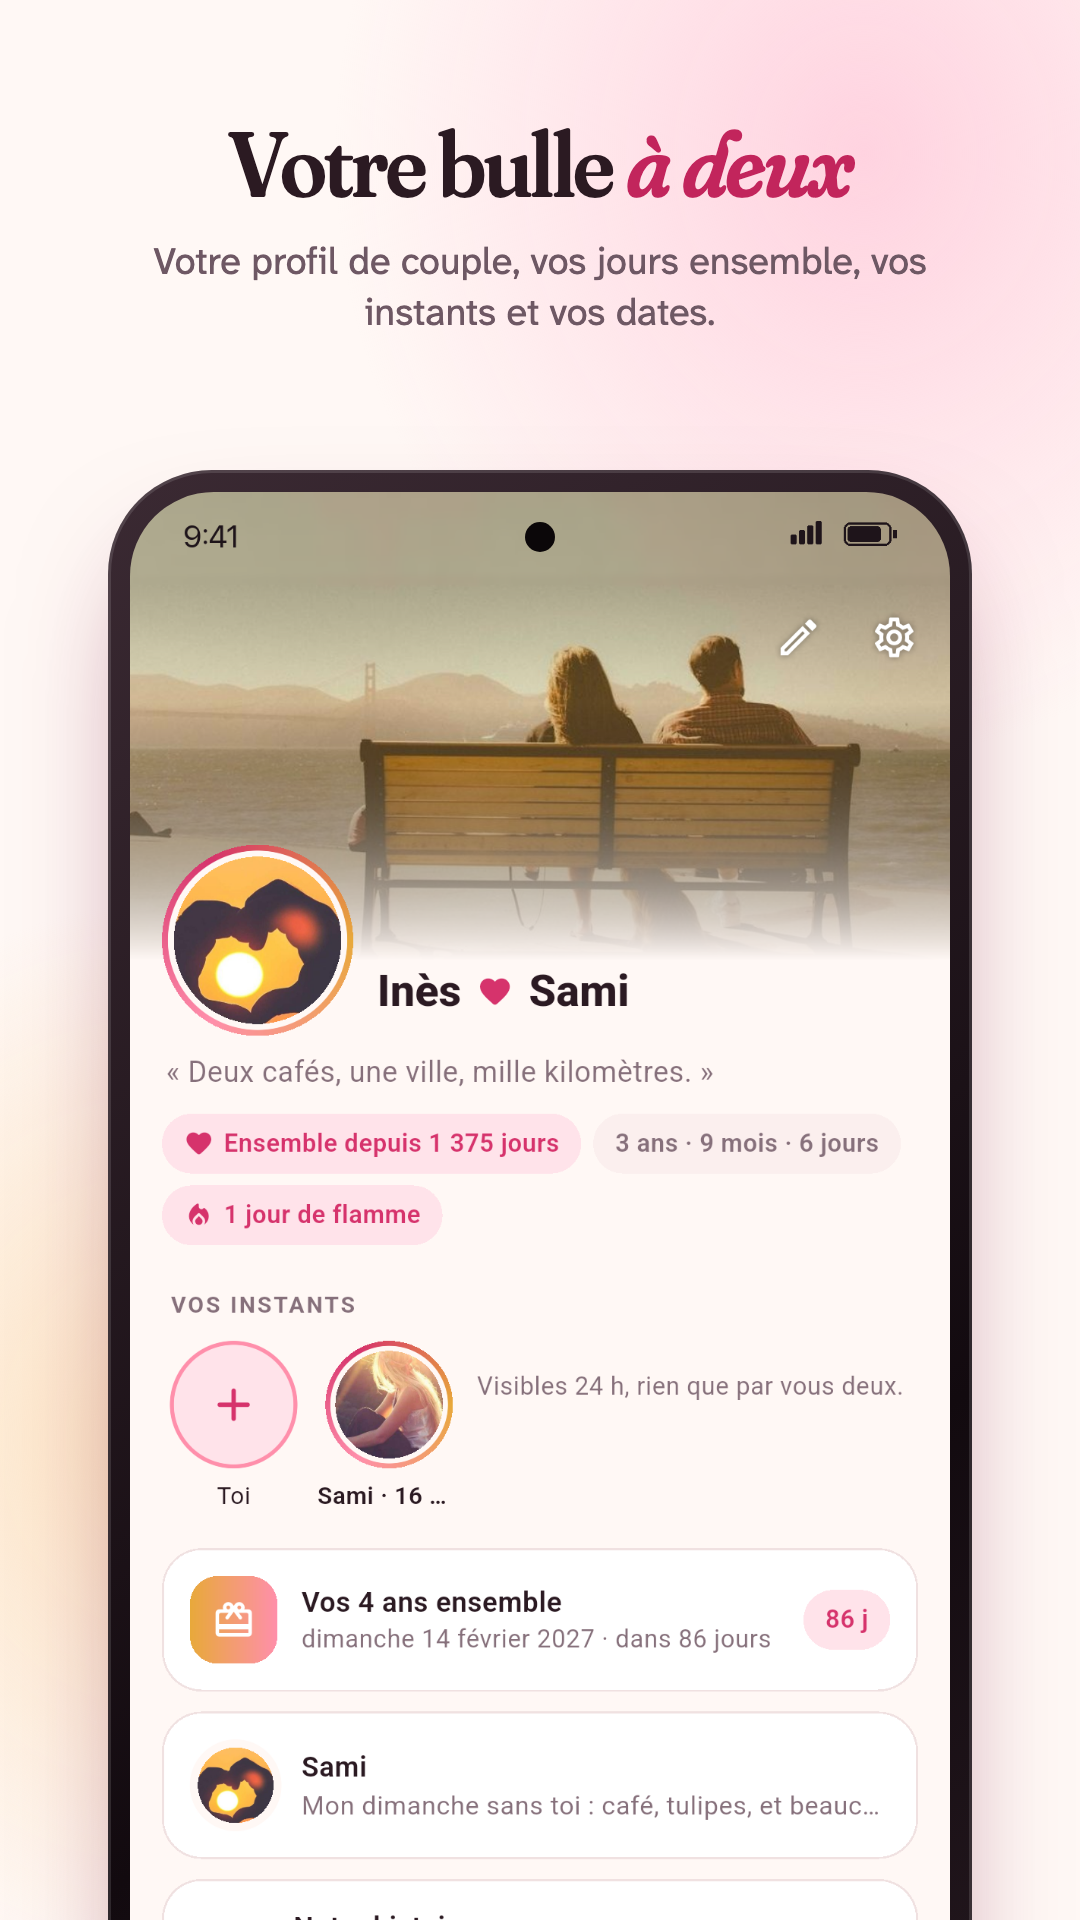 Votre bulle à deux
Votre profil de couple, vos jours ensemble, vos
instants et vos dates.
9:41
Inès Sami
« Deux cafés, une ville, mille kilomètres. »
Ensemble depuis 1 375 jours
3 ans · 9 mois · 6 jours
1 jour de flamme
VOS INSTANTS
Visibles 24 h, rien que par vous deux.
Toi
Sami · 16 …
Vos 4 ans ensemble
dimanche 14 février 2027 · dans 86 jours
86 j
Sami
Mon dimanche sans toi : café, tulipes, et beauc…